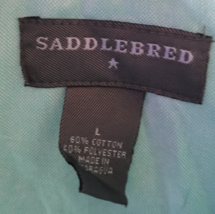 SADDLEBRED
L
60% COTTON
40% POLYESTER
MADE IN